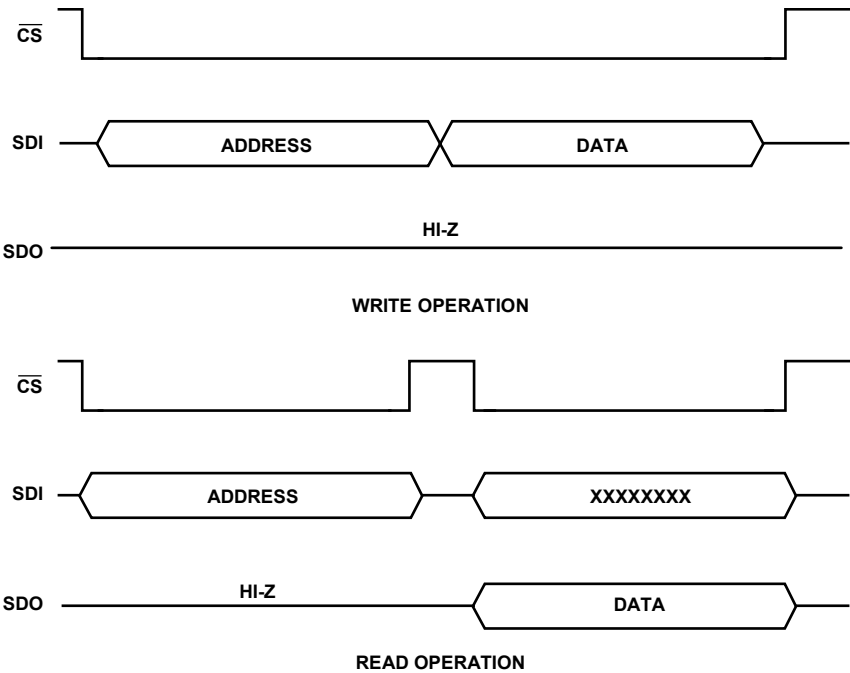 CS
SDI ADDRESS DATA
HI-Z
SDO
WRITE OPERATION
CS
SDI ADDRESS XXXXXXXX
SDO HI-Z DATA
READ OPERATION